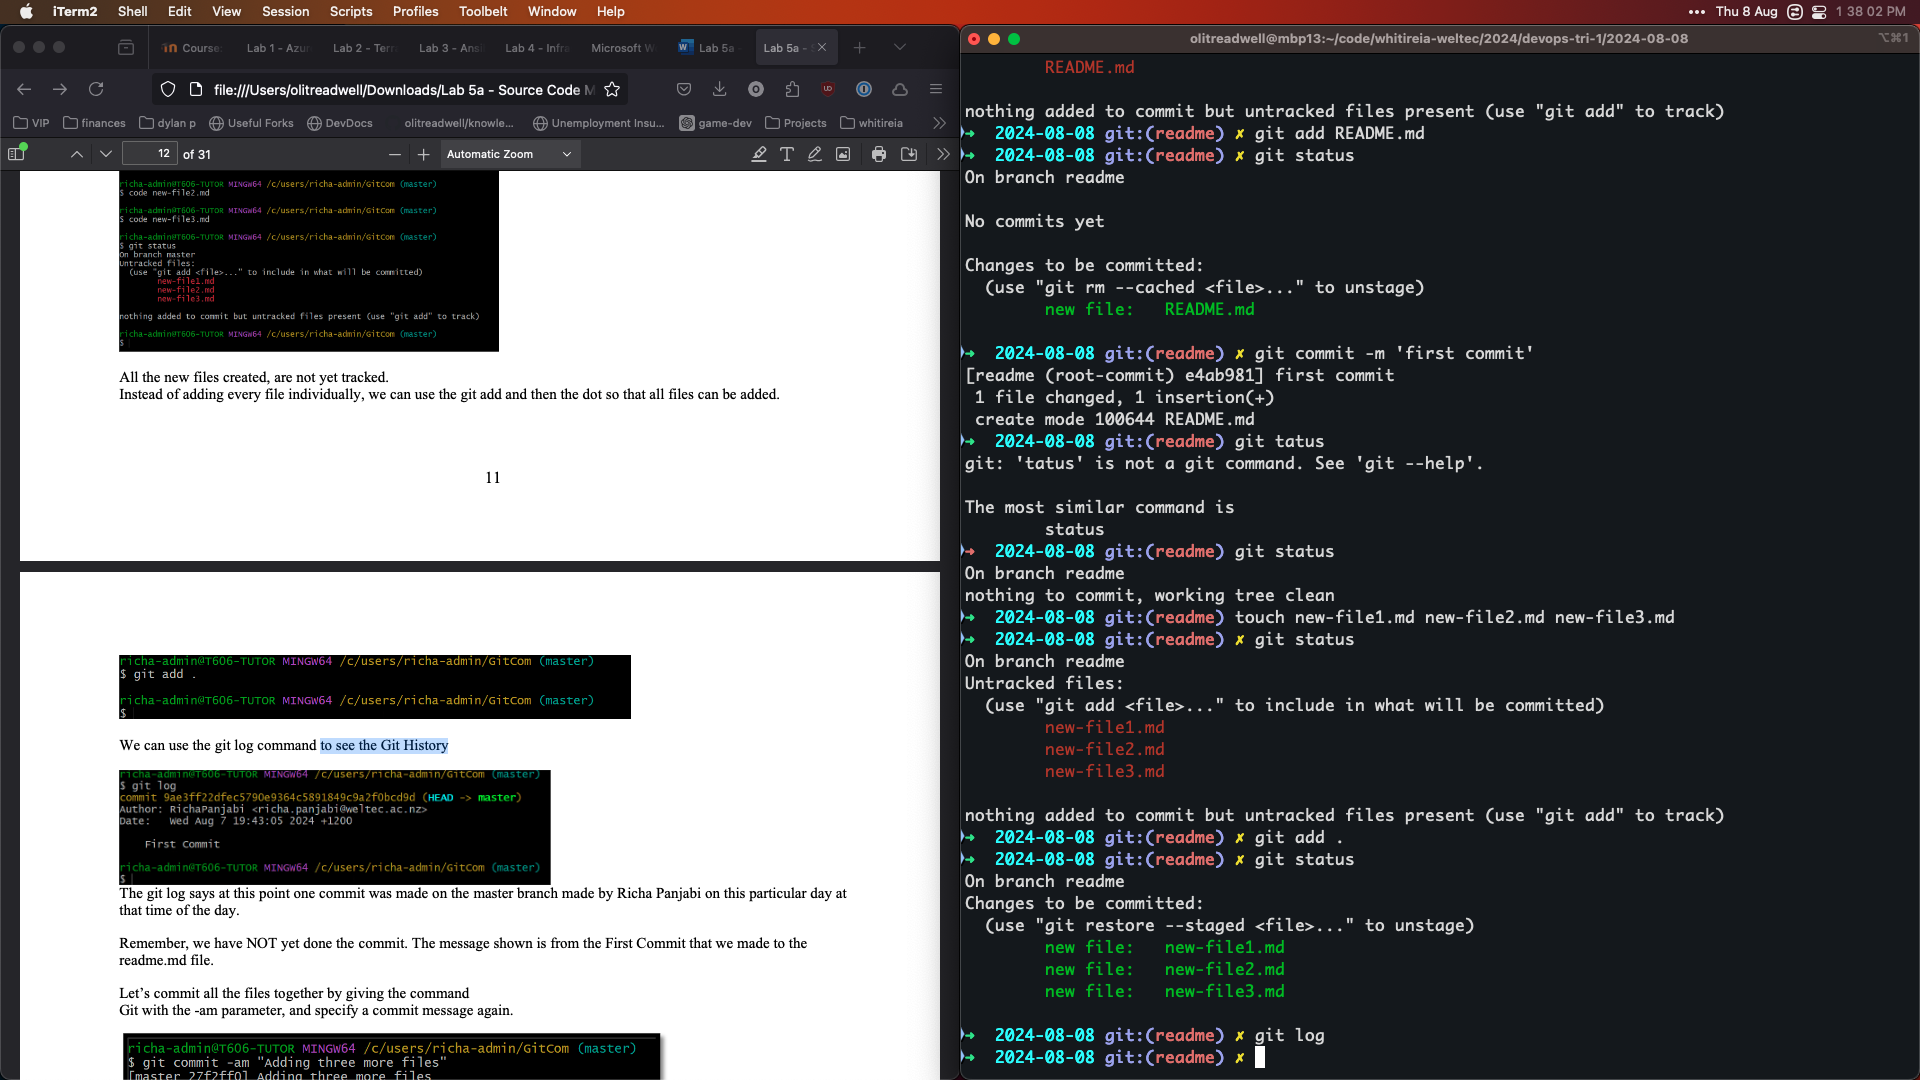 iTerm2 Shell Edit View Session Scripts Profiles Toolbelt Window Help
Thu 8 Aug 1 38 02 PM
Course Lab 1 - Azu Lab 2 - Terr Lab 3 - Ans Lab 4 - Infra Microsoft W Lab 5a Lab 5a -
file:///Users/olitreadwell/Downloads/Lab 5a - Source Code M
VIP finances dylan p Useful Forks DevDocs olitreadwell/knowle... Unemployment Insu... game-dev Projects whitireia
12 of 31 Automatic Zoom
richa-admin@T606-TUTOR MINGW64 /c/users/richa-admin/GitCom (master)
$ code new-file2.md
richa-admin@T606-TUTOR MINGW64 /c/users/richa-admin/GitCom (master)
$ code new-file3.md
richa-admin@T606-TUTOR MINGW64 /c/users/richa-admin/GitCom (master)
$ git status
On branch master
Untracked files:
(use "git add <file>..." to include in what will be committed)
new-file1.md
new-file2.md
new-file3.md
nothing added to commit but untracked files present (use "git add" to track)
richa-admin@T606-TUTOR MINGW64 /c/users/richa-admin/GitCom (master)
$
All the new files created, are not yet tracked.
Instead of adding every file individually, we can use the git add and then the dot so that all files can be added.
11
richa-admin@T606-TUTOR MINGW64 /c/users/richa-admin/GitCom (master)
$ git add .
richa-admin@T606-TUTOR MINGW64 /c/users/richa-admin/GitCom (master)
$
We can use the git log command to see the Git History
richa-admin@T606-TUTOR MINGW64 /c/users/richa-admin/GitCom (master)
$ git log
commit 9ae3ff22dfec5790e9364c5891849c9a2f0bcd9d (HEAD -> master)
Author: RichaPanjabi <richa.panjabi@weltec.ac.nz>
Date: Wed Aug 7 19:43:05 2024 +1200
First Commit
richa-admin@T606-TUTOR MINGW64 /c/users/richa-admin/GitCom (master)
$
The git log says at this point one commit was made on the master branch made by Richa Panjabi on this particular day at
that time of the day.
Remember, we have NOT yet done the commit. The message shown is from the First Commit that we made to the
readme.md file.
Let’s commit all the files together by giving the command
Git with the -am parameter, and specify a commit message again.
richa-admin@T606-TUTOR MINGW64 /c/users/richa-admin/GitCom (master)
$ git commit -am "Adding three more files"
[master 27f2ff0] Adding three more files
olitreadwell@mbp13:~/code/whitireia-weltec/2024/devops-tri-1/2024-08-08 ⌥⌘1
README.md
nothing added to commit but untracked files present (use "git add" to track)
➜ 2024-08-08 git:(readme) ✗ git add README.md
➜ 2024-08-08 git:(readme) ✗ git status
On branch readme
No commits yet
Changes to be committed:
(use "git rm --cached <file>..." to unstage)
new file: README.md
➜ 2024-08-08 git:(readme) ✗ git commit -m 'first commit'
[readme (root-commit) e4ab981] first commit
1 file changed, 1 insertion(+)
create mode 100644 README.md
➜ 2024-08-08 git:(readme) git tatus
git: 'tatus' is not a git command. See 'git --help'.
The most similar command is
status
➜ 2024-08-08 git:(readme) git status
On branch readme
nothing to commit, working tree clean
➜ 2024-08-08 git:(readme) touch new-file1.md new-file2.md new-file3.md
➜ 2024-08-08 git:(readme) ✗ git status
On branch readme
Untracked files:
(use "git add <file>..." to include in what will be committed)
new-file1.md
new-file2.md
new-file3.md
nothing added to commit but untracked files present (use "git add" to track)
➜ 2024-08-08 git:(readme) ✗ git add .
➜ 2024-08-08 git:(readme) ✗ git status
On branch readme
Changes to be committed:
(use "git restore --staged <file>..." to unstage)
new file: new-file1.md
new file: new-file2.md
new file: new-file3.md
➜ 2024-08-08 git:(readme) ✗ git log
➜ 2024-08-08 git:(readme) ✗